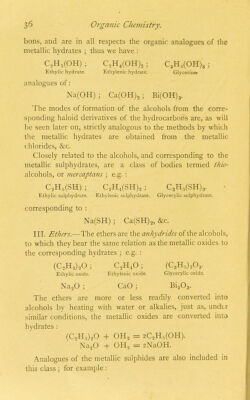 36 Organic Chemistry.
bons, and are in all respects the organic analogues of the
metallic hydrates ; thus we have :
C₂H₅(OH) ; C₂H₄(OH)₂ ; C₃H₅(OH)₃ ;
Ethylic hydrate. Ethylenic hydrate. Glycerine
analogues of :
Na(OH) ; Ca(OH)₂ ; Bi(OH)₃.
The modes of formation of the alcohols from the corre-
sponding haloid derivatives of the hydrocarbons are, as will
be seen later on, strictly analogous to the methods by which
the metallic hydrates are obtained from the metallic
chlorides, &c.
Closely related to the alcohols, and corresponding to the
metallic sulphydrates, are a class of bodies termed thio-
alcohols, or mercaptans ; e.g. :
C₂H₅(SH) ; C₂H₄(SH)₂ ; C₃H₅(SH)₃.
Ethylic sulphydrate. Ethylenic sulphydrate. Glycerylic sulphydrate.
corresponding to :
Na(SH) ; Ca(SH)₂, &c.
III. Ethers.—The ethers are the anhydrides of the alcohols,
to which they bear the same relation as the metallic oxides to
the corresponding hydrates ; e.g. :
(C₂H₅)₂O ; C₂H₄O ; (C₃H₅)₂O₃.
Ethylic oxide. Ethylenic oxide. Glycerylic oxide.
Na₂O ; CaO ; Bi₂O₃.
The ethers are more or less readily converted into
alcohols by heating with water or alkalies, just as, under
similar conditions, the metallic oxides are converted into
hydrates :
(C₂H₅)₂O + OH₂ = 2C₂H₅(OH).
Na₂O + OH₂ = 2NaOH.
Analogues of the metallic sulphides are also included in
this class ; for example :